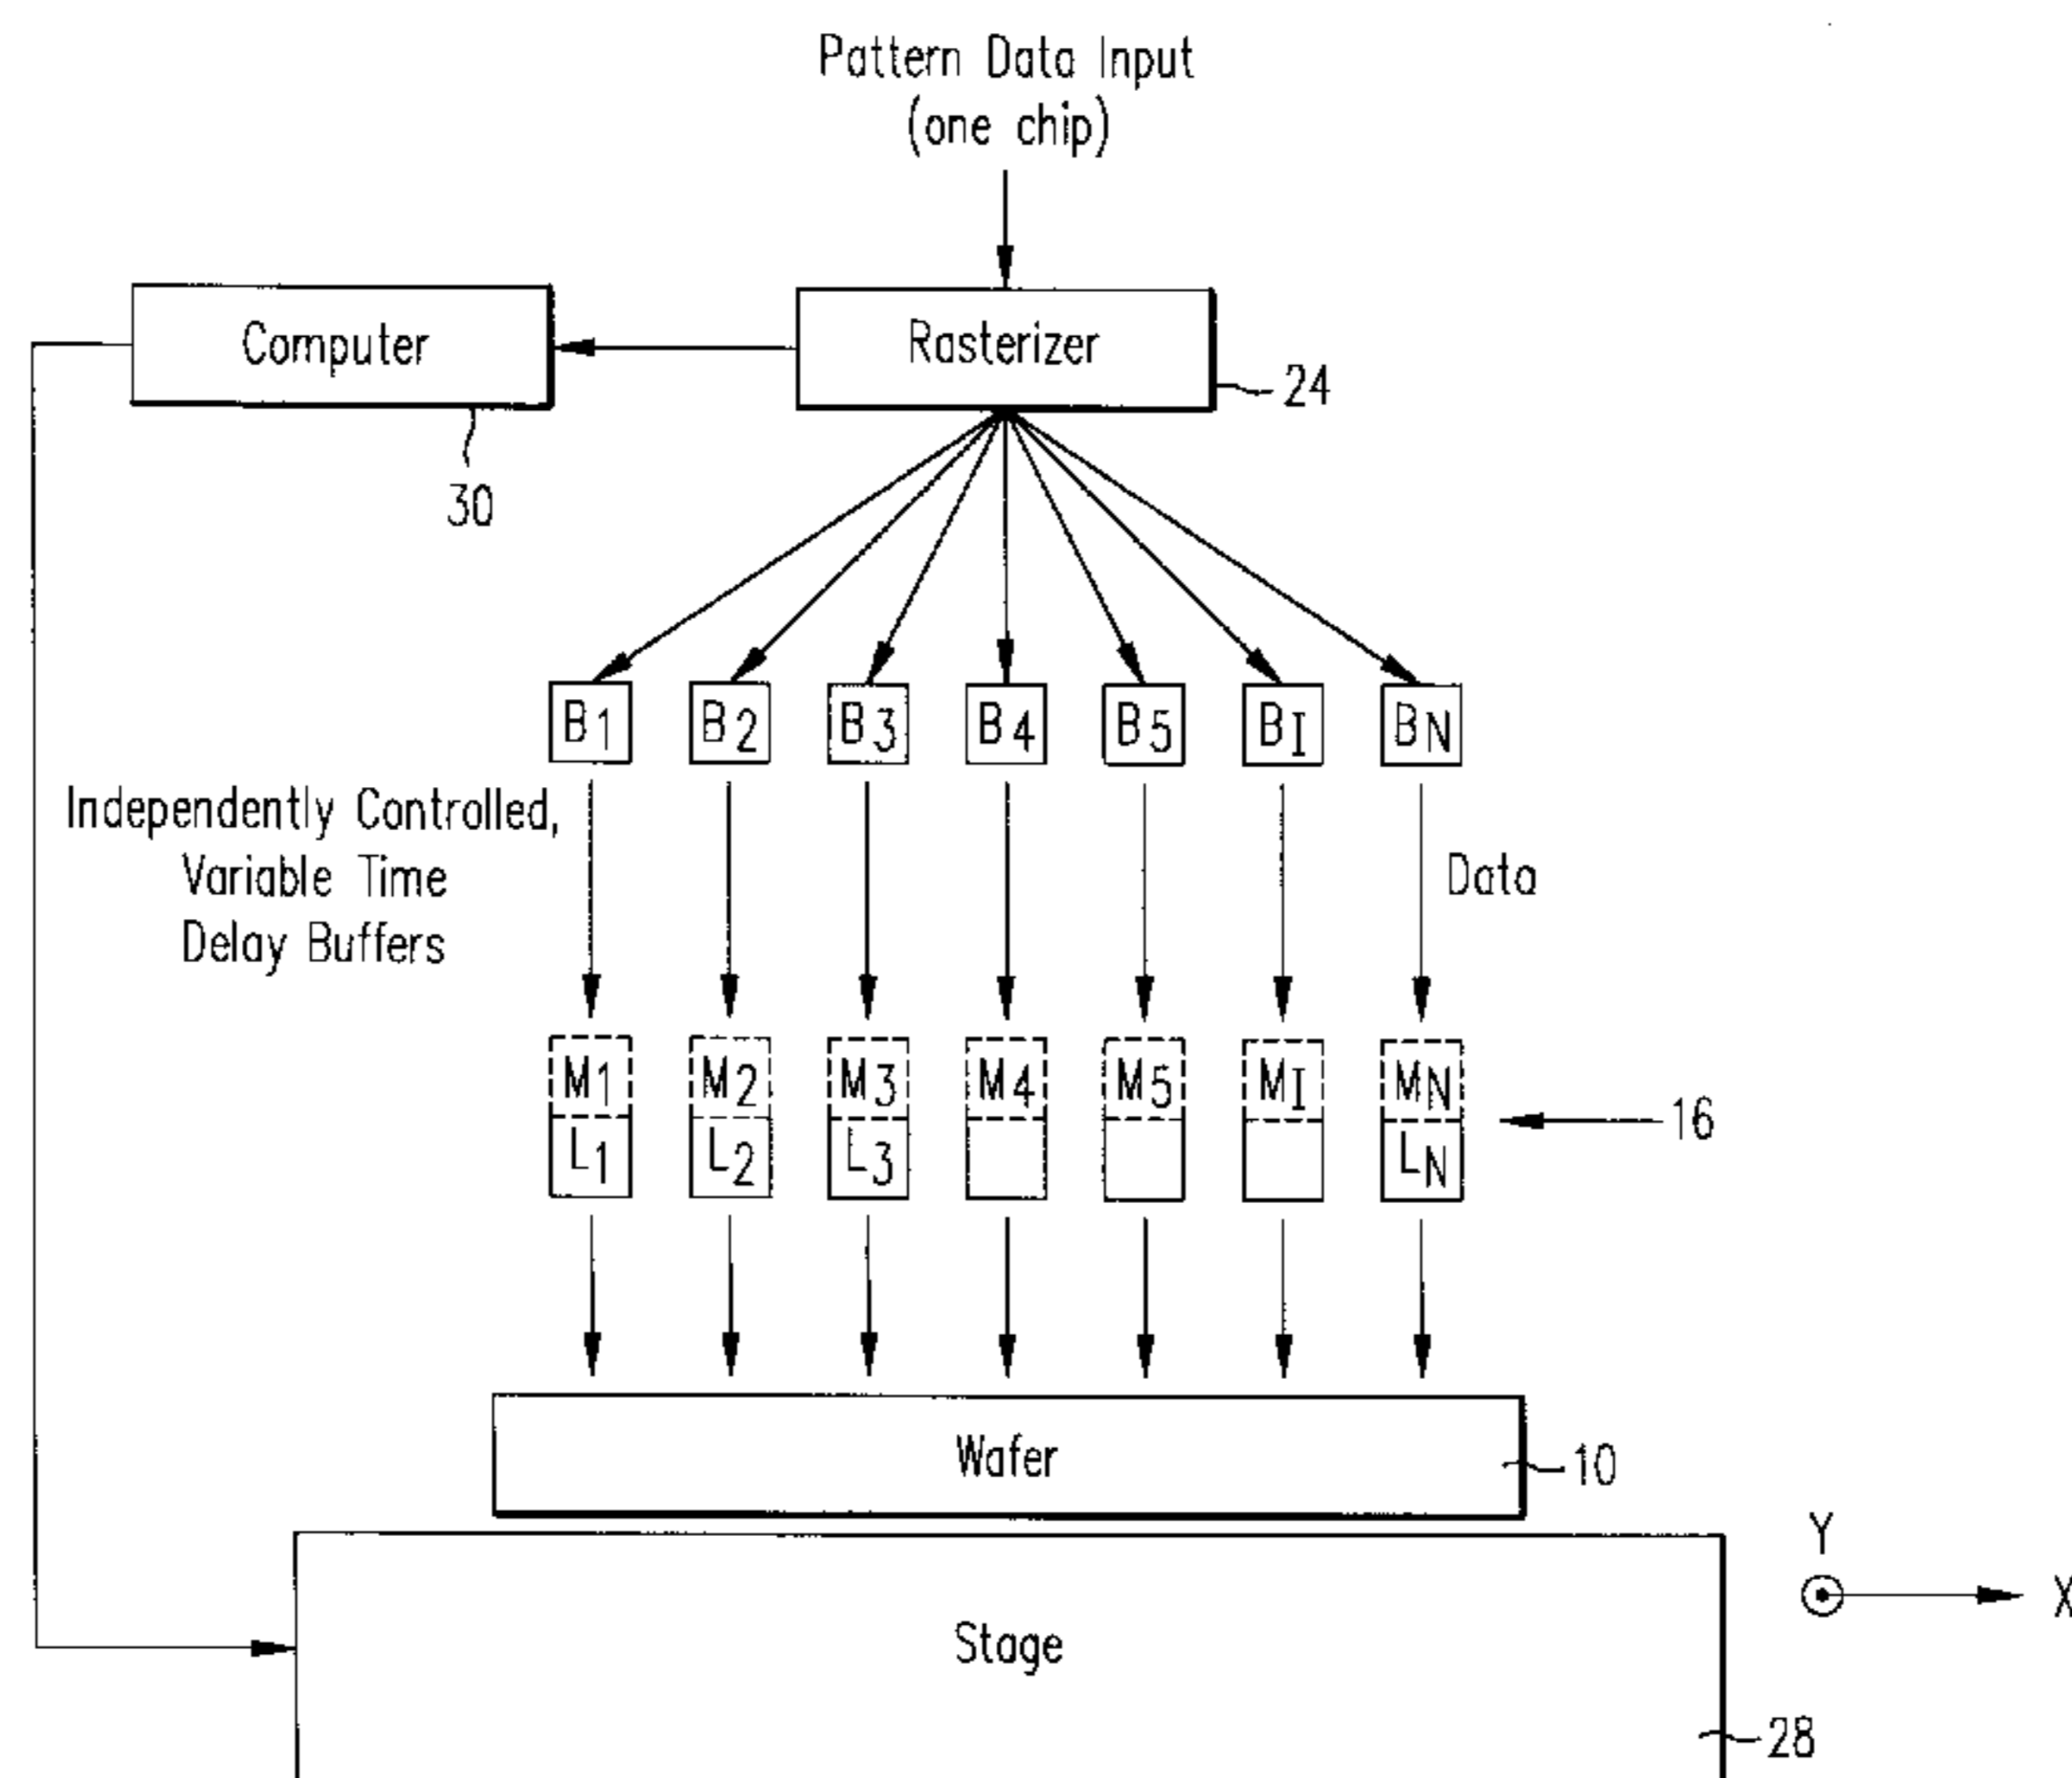 Pattern Data Input
(one chip)
Computer
Rasterizer
24
30
B1 B2 B3 B4 B5 BI BN
Independently Controlled,
Variable Time
Delay Buffers
Data
M1 M2 M3 M4 M5 MI MN
16
L1 L2 L3 LN
Wafer
10
Y
X
Stage
28